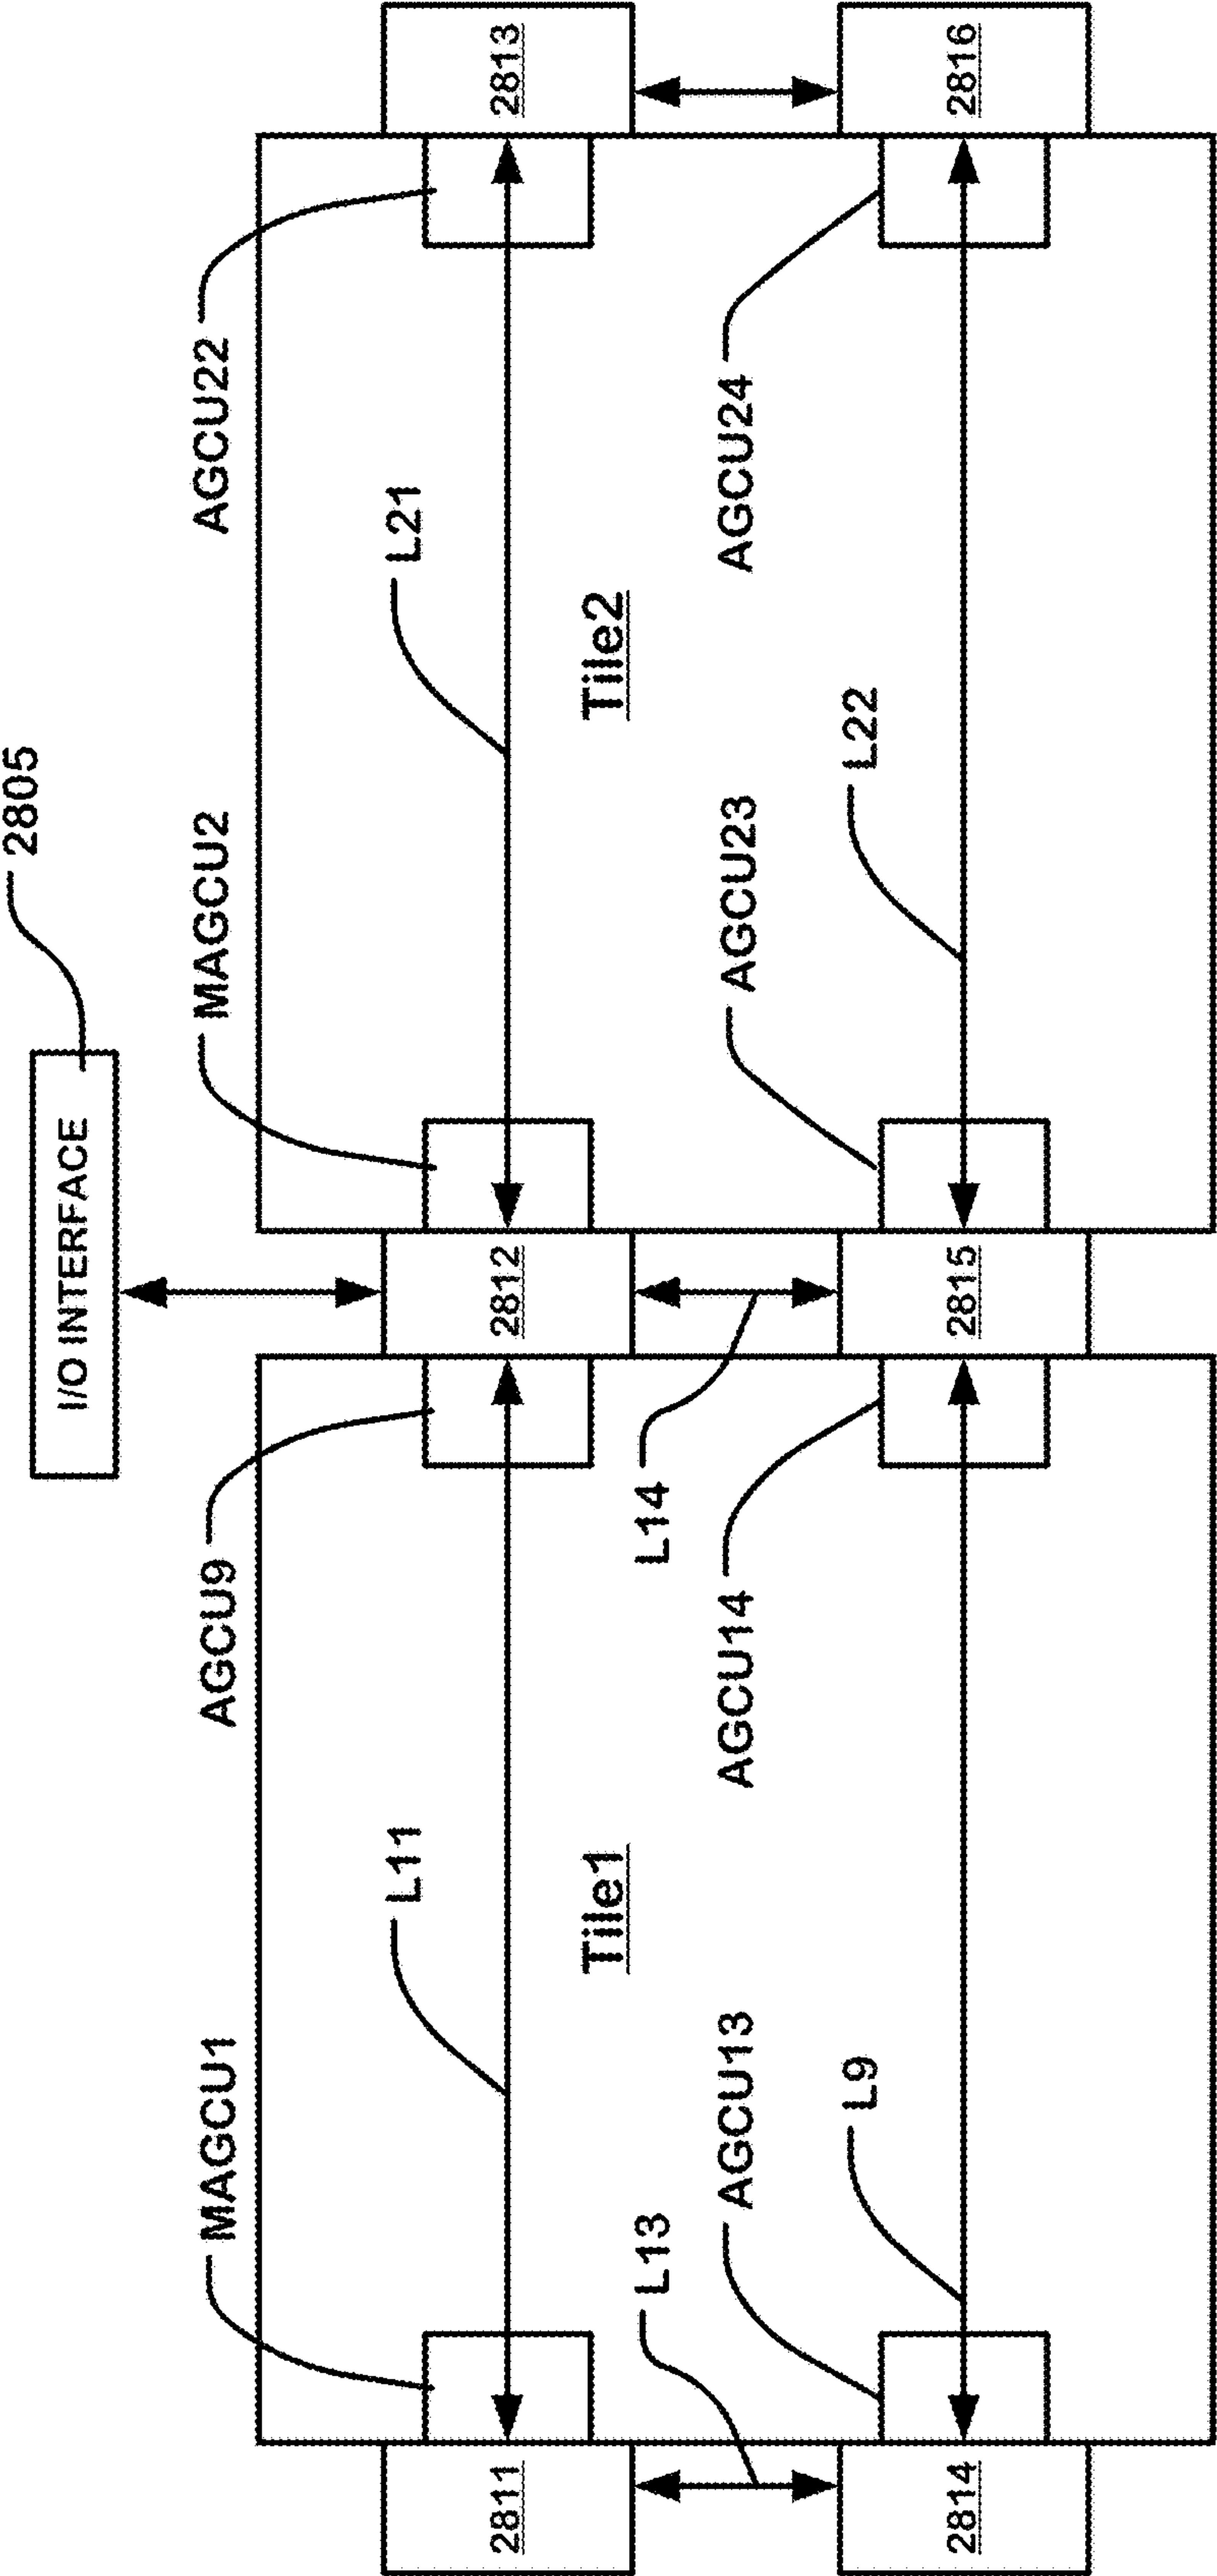 2805
I/O INTERFACE
MAGCU1
AGCU9
MAGCU2
AGCU22
L11
L21
2811
2812
2813
Tile1
Tile2
L13
L14
AGCU13
AGCU14
AGCU23
AGCU24
L9
L22
2814
2815
2816